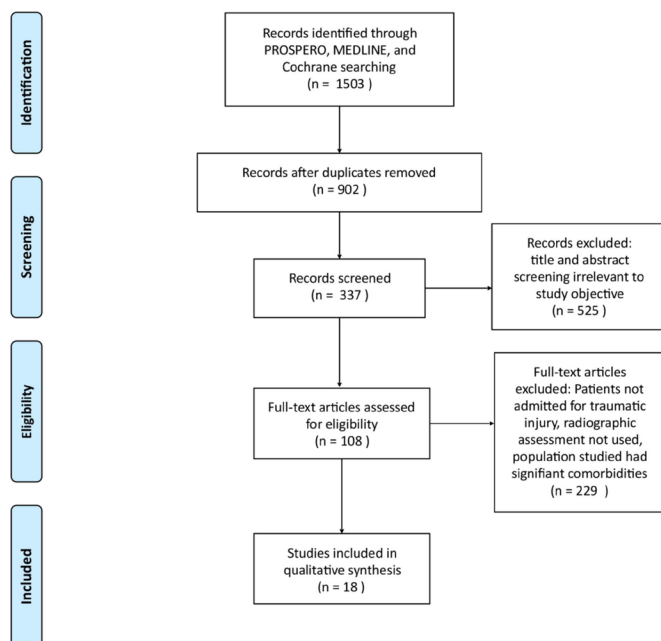 Identification
Records identified through
PROSPERO, MEDLINE, and
Cochrane searching
(n = 1503 )
Records after duplicates removed
(n = 902 )
Screening
Records screened
(n = 337 )
Records excluded:
title and abstract
screening irrelevant to
study objective
(n = 525 )
Eligibility
Full-text articles assessed
for eligibility
(n = 108 )
Full-text articles
excluded: Patients not
admitted for traumatic
injury, radiographic
assessment not used,
population studied had
signifiant comorbidities
(n = 229 )
Included
Studies included in
qualitative synthesis
(n = 18 )